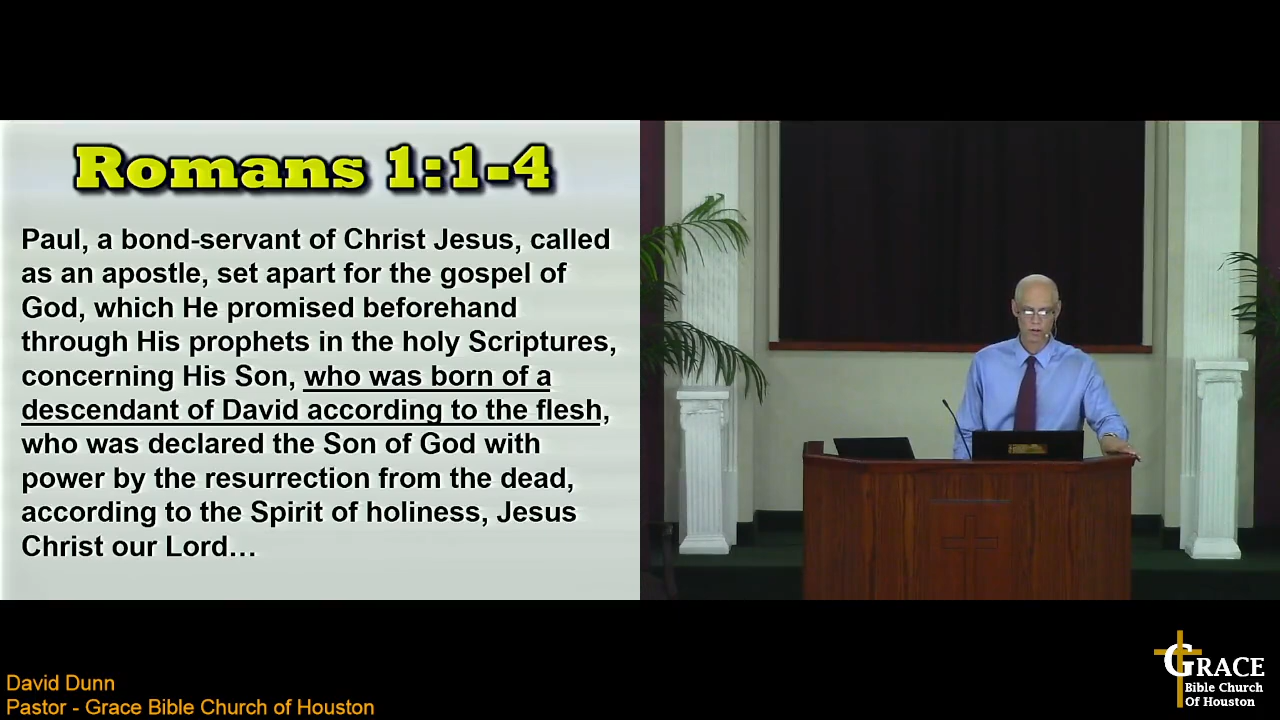 Romans 1:1-4
Paul, a bond-servant of Christ Jesus, called
as an apostle, set apart for the gospel of
God, which He promised beforehand
through His prophets in the holy Scriptures,
concerning His Son, who was born of a
descendant of David according to the flesh,
who was declared the Son of God with
power by the resurrection from the dead,
according to the Spirit of holiness, Jesus
Christ our Lord…
David Dunn
Pastor - Grace Bible Church of Houston
GRACE
Bible Church
Of Houston